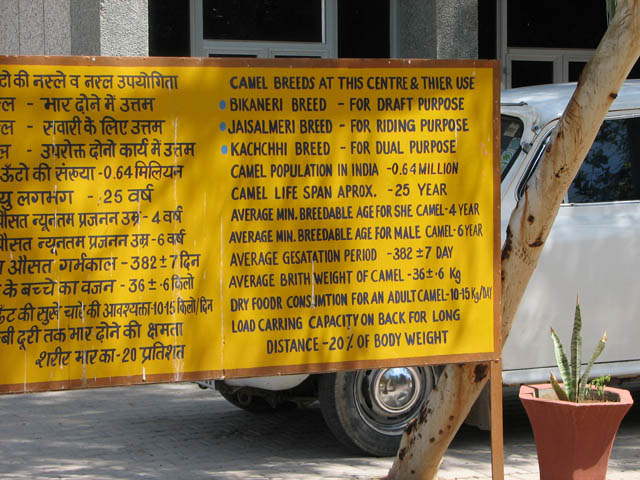 टो की नस्ले व नस्ल उपयोगिता
ल - भार ढोने में उत्तम
ल - सवारी के लिए उत्तम
ल - उपरोक्त दोनो कार्य में उत्तम
ऊँटो की संख्या -0.64 मिलियन
यु लगभग - 25 वर्ष
औसत न्यूनतम प्रजनन उम्र - 4 वर्ष
औसत न्यूनतम प्रजनन उम्र -6 वर्ष
औसत गर्भकाल - 382±7 दिन
के बच्चे का वजन - 36±6 किलो
ऊँट की सुखे चारे की आवश्यक्ता-10-15 किलो/दिन
बी दूरी तक भार ढोने की क्षमता
शरीर भार का-20 प्रतिशत
CAMEL BREEDS AT THIS CENTRE & THIER USE
BIKANERI BREED - FOR DRAFT PURPOSE
JAISALMERI BREED - FOR RIDING PURPOSE
KACHCHHI BREED - FOR DUAL PURPOSE
CAMEL POPULATION IN INDIA -0.64 MILLION
CAMEL LIFE SPAN APROX. - 25 YEAR
AVERAGE MIN. BREEDABLE AGE FOR SHE CAMEL-4 YEAR
AVERAGE MIN. BREEDABLE AGE FOR MALE CAMEL-6 YEAR
AVERAGE GESATATION PERIOD -382±7 DAY
AVERAGE BRITH WEIGHT OF CAMEL -36±6 Kg
DRY FOODR CONSIMTION FOR AN ADULT CAMEL-10-15 Kg/DAY
LOAD CARRING CAPACITY ON BACK FOR LONG
DISTANCE -20% OF BODY WEIGHT